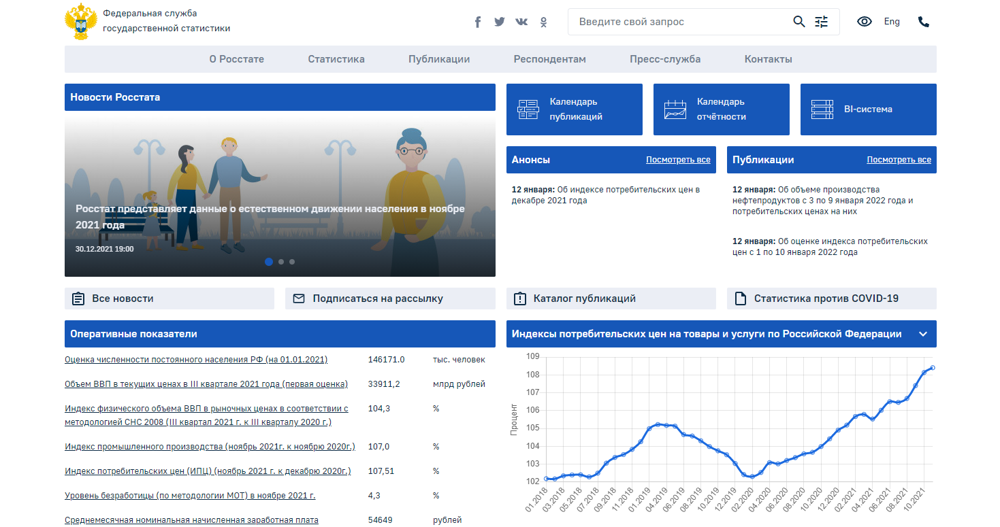 Федеральная служба
государственной статистики
Введите свой запрос
Eng
О Росстате
Статистика
Публикации
Респондентам
Пресс-служба
Контакты
Новости Росстата
Росстат представляет данные о естественном движении населения в ноябре
2021 года
30.12.2021 19:00
Календарь
публикаций
Календарь
отчётности
BI-система
Анонсы
Посмотреть все
12 января: Об индексе потребительских цен в
декабре 2021 года
Публикации
Посмотреть все
12 января: Об объеме производства
нефтепродуктов с 3 по 9 января 2022 года и
потребительских ценах на них
12 января: Об оценке индекса потребительских
цен с 1 по 10 января 2022 года
Все новости
Подписаться на рассылку
Каталог публикаций
Статистика против COVID-19
Оперативные показатели
Оценка численности постоянного населения РФ (на 01.01.2021) 146171.0 тыс. человек
Объем ВВП в текущих ценах в III квартале 2021 года (первая оценка) 33911,2 млрд рублей
Индекс физического объема ВВП в рыночных ценах в соответствии с 104,3 %
методологией СНС 2008 (III квартал 2021 г. к III кварталу 2020 г.)
Индекс промышленного производства (ноябрь 2021г. к ноябрю 2020г.) 107,0 %
Индекс потребительских цен (ИПЦ) (ноябрь 2021 г. к декабрю 2020г.) 107,51 %
Уровень безработицы (по методологии МОТ) в ноябре 2021 г. 4,3 %
Среднемесячная номинальная начисленная заработная плата 54649 рублей
Индексы потребительских цен на товары и услуги по Российской Федерации
Процент
109
108
107
106
105
104
103
102
01.2018
03.2018
05.2018
07.2018
09.2018
11.2018
01.2019
04.2019
06.2019
08.2019
10.2019
12.2019
02.2020
04.2020
06.2020
08.2020
10.2020
12.2020
02.2021
04.2021
06.2021
08.2021
10.2021